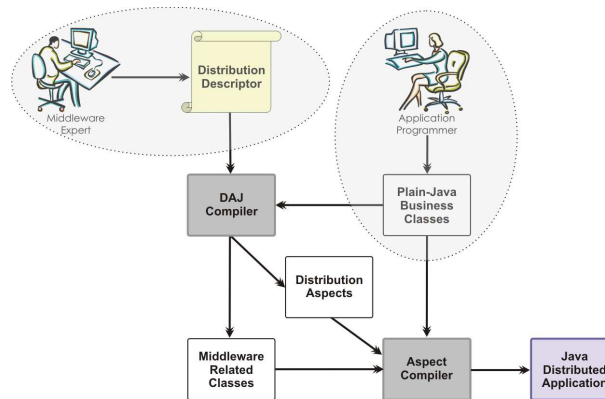 Distribution
Descriptor
Middleware
Expert
Application
Programmer
DAJ
Compiler
Plain-Java
Business
Classes
Distribution
Aspects
Middleware
Related
Classes
Aspect
Compiler
Java
Distributed
Application